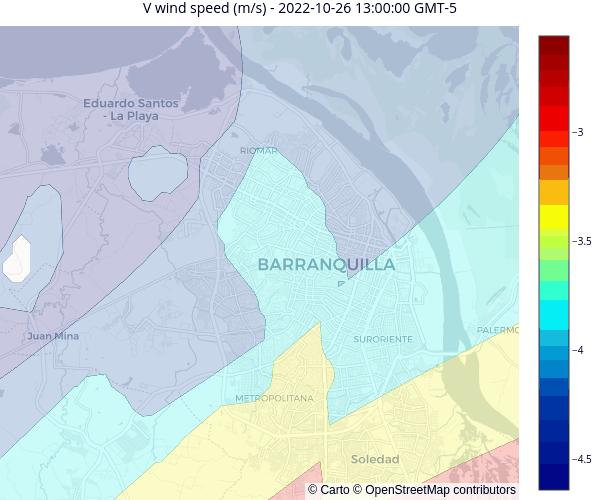 V wind speed (m/s) - 2022-10-26 13:00:00 GMT-5
Eduardo Santos
- La Playa
RIOMAR
BARRANQUILLA
Juan Mina
SURORIENTE
PALERMO
METROPOLITANA
Soledad
© Carto © OpenStreetMap contributors
−3
−3.5
−4
−4.5